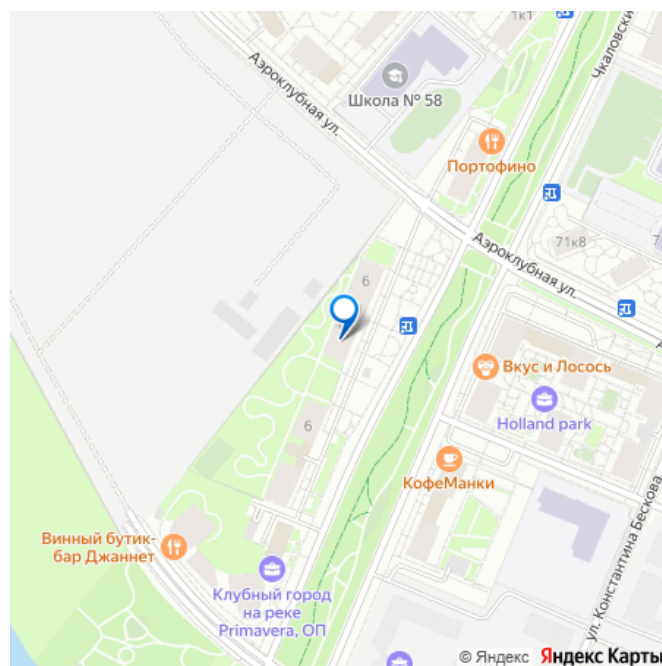 1к1
Чкаловский
Аэроклубная ул.
Школа № 58
Портофино
71к8
7
Аэроклубная ул.
А
6
Вкус и Лосось
Holland park
6
КофеМанки
ул. Константина Бескова
Винный бутик-
бар Джаннет
Клубный город
на реке
Primavera, ОП
© Яндекс Яндекс Карты